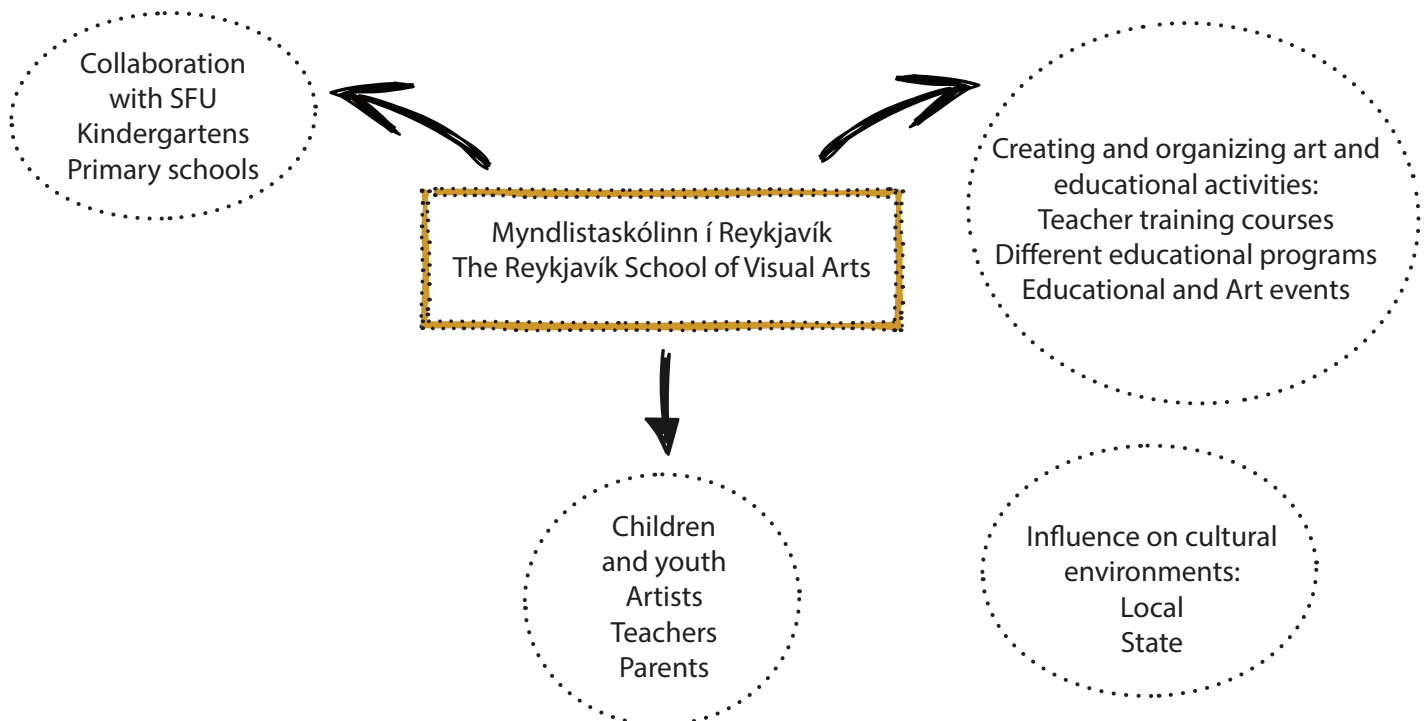 Collaboration
with SFU
Kindergartens
Primary schools
Creating and organizing art and
educational activities:
Teacher training courses
Different educational programs
Educational and Art events
Myndlistaskólinn í Reykjavík
The Reykjavík School of Visual Arts
Children
and youth
Artists
Teachers
Parents
Influence on cultural
environments:
Local
State